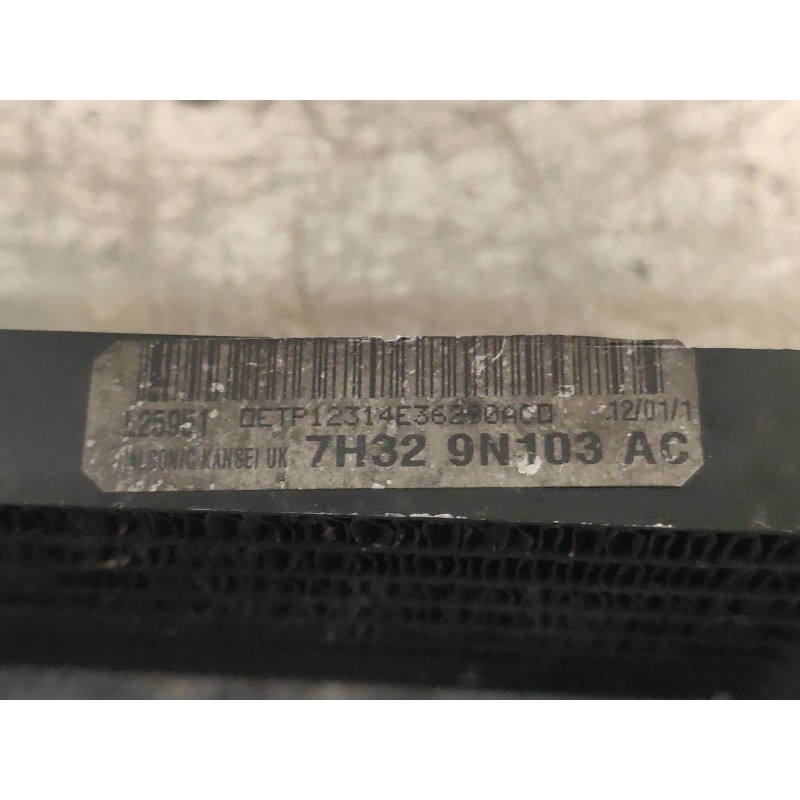 L25951 DETP12314E36290ACD 12/01/1
CALSONIC KANSEI UK 7H32 9N103 AC